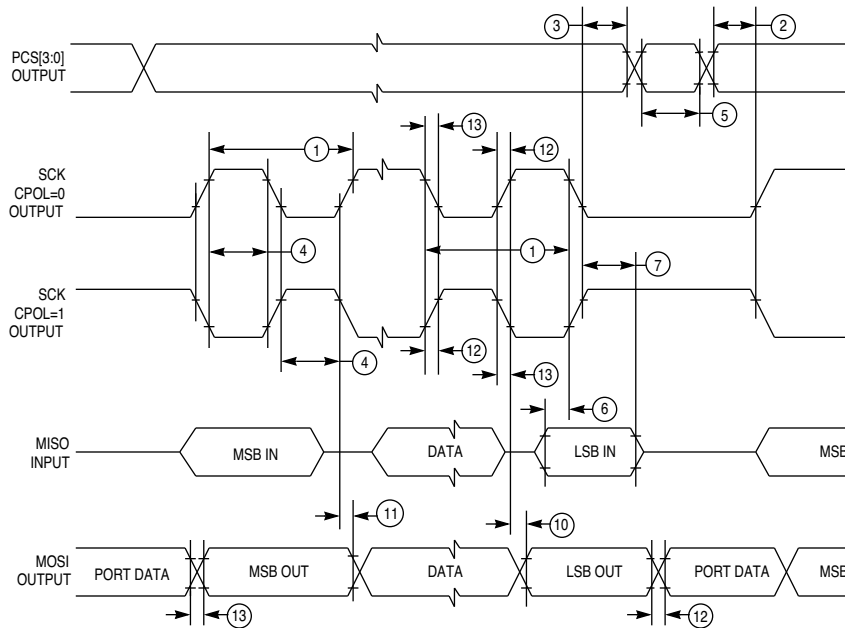 3
2
PCS[3:0]
OUTPUT
5
13
12
1
SCK
CPOL=0
OUTPUT
4
1
7
SCK
CPOL=1
OUTPUT
4
12
13
6
MISO
INPUT
MSB IN
DATA
LSB IN
MSB
11
10
MOSI
OUTPUT
PORT DATA
MSB OUT
DATA
LSB OUT
PORT DATA
MSB
13
12